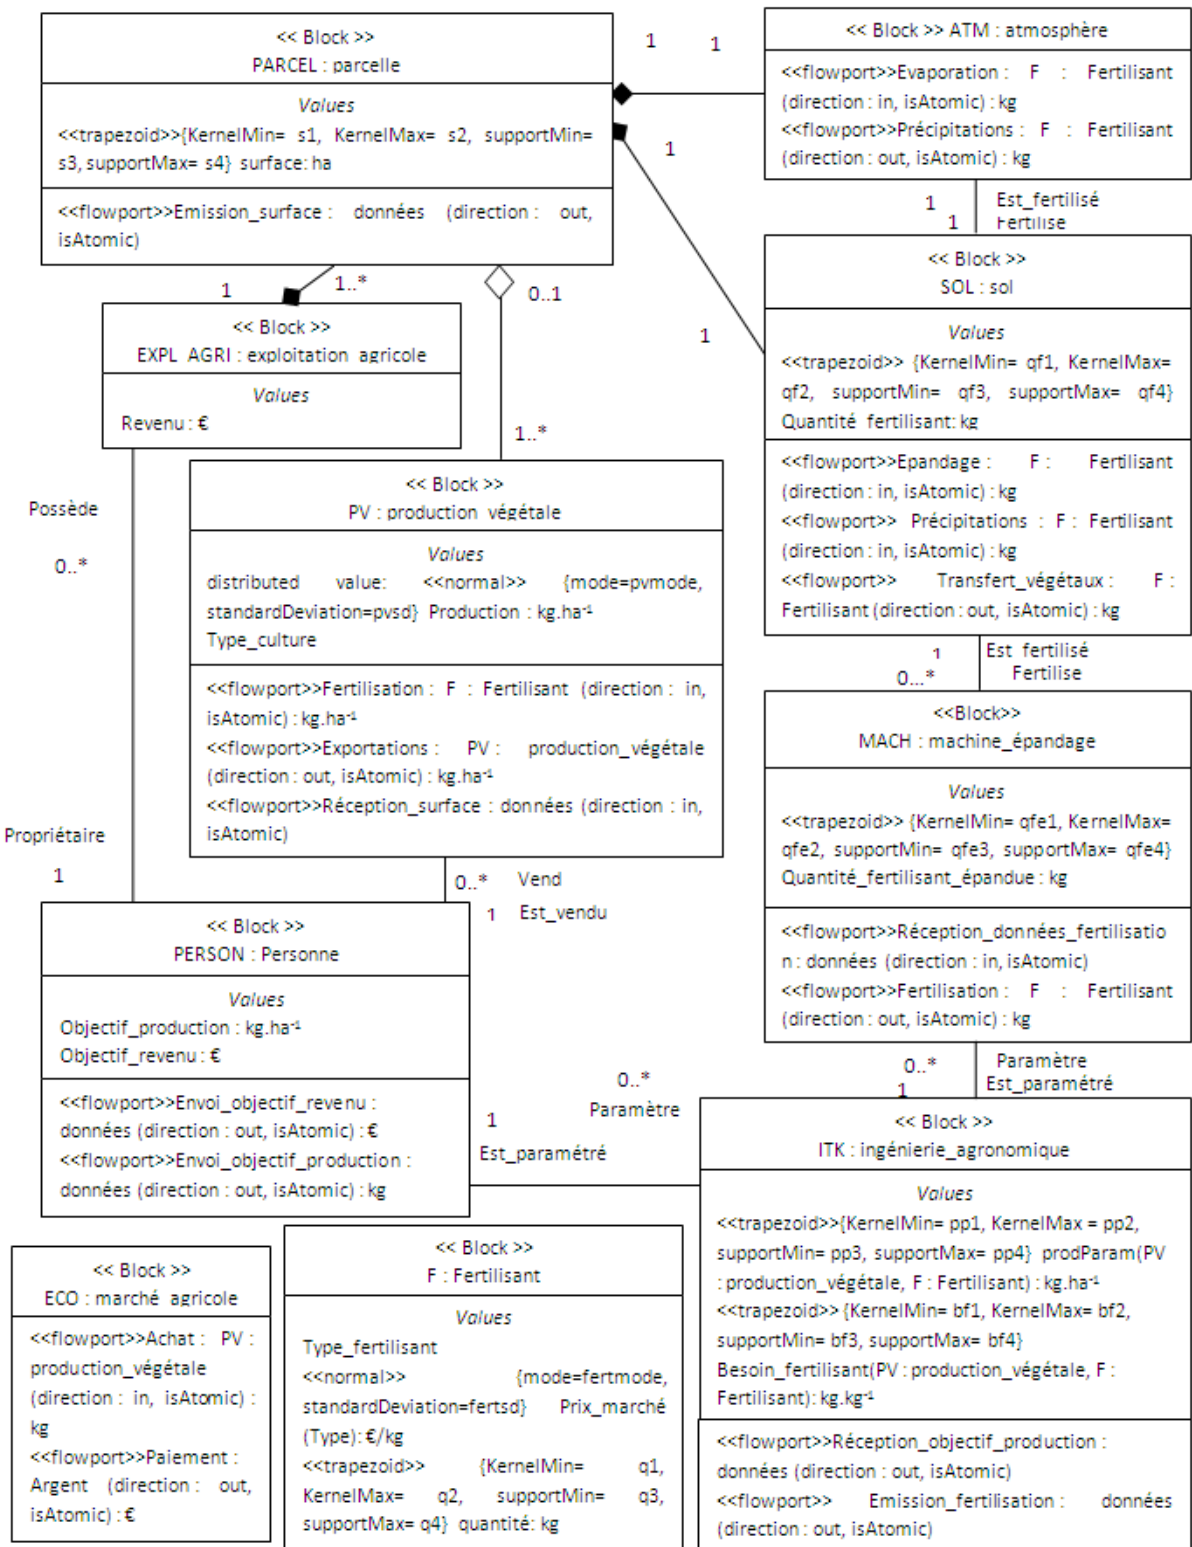 << Block >>
PARCEL : parcelle
Values
<<trapezoid>>{KernelMin= s1, KernelMax= s2, supportMin=
s3, supportMax= s4} surface: ha
<<flowport>>Emission_surface : données (direction : out,
isAtomic)
1 1
<< Block >> ATM : atmosphère
<<flowport>>Evaporation : F : Fertilisant
(direction : in, isAtomic) : kg
<<flowport>>Précipitations : F : Fertilisant
(direction : out, isAtomic) : kg
1
1
1 Est_fertilisé
1 Fertilise
<< Block >>
SOL : sol
Values
<<trapezoid>> {KernelMin= qf1, KernelMax=
qf2, supportMin= qf3, supportMax= qf4}
Quantité_fertilisant: kg
<<flowport>>Epandage : F : Fertilisant
(direction : in, isAtomic) : kg
<<flowport>> Précipitations : F : Fertilisant
(direction : in, isAtomic) : kg
<<flowport>> Transfert_végétaux : F :
Fertilisant (direction : out, isAtomic) : kg
1 1..*
0..1
<< Block >>
EXPL_AGRI : exploitation_agricole
Values
Revenu : €
1..*
Possède
0..*
Propriétaire
1
<< Block >>
PV : production_végétale
Values
distributed value: <<normal>> {mode=pvmode,
standardDeviation=pvsd} Production : kg.ha⁻¹
Type_culture
<<flowport>>Fertilisation : F : Fertilisant (direction : in,
isAtomic) : kg.ha⁻¹
<<flowport>>Exportations : PV : production_végétale
(direction : out, isAtomic) : kg.ha⁻¹
<<flowport>>Réception_surface : données (direction : in,
isAtomic)
1 Est_fertilisé
0...* Fertilise
<<Block>>
MACH : machine_épandage
Values
<<trapezoid>> {KernelMin= qfe1, KernelMax=
qfe2, supportMin= qfe3, supportMax= qfe4}
Quantité_fertilisant_épandue : kg
<<flowport>>Réception_données_fertilisatio
n : données (direction : in, isAtomic)
<<flowport>>Fertilisation : F : Fertilisant
(direction : out, isAtomic) : kg
0..* Vend
1 Est_vendu
<< Block >>
PERSON : Personne
Values
Objectif_production : kg.ha⁻¹
Objectif_revenu : €
<<flowport>>Envoi_objectif_revenu :
données (direction : out, isAtomic) : €
<<flowport>>Envoi_objectif_production :
données (direction : out, isAtomic) : kg
0..*
Paramètre
1
Est_paramétré
0..* Paramètre
1 Est_paramétré
<< Block >>
ITK : ingénierie_agronomique
Values
<<trapezoid>>{KernelMin= pp1, KernelMax = pp2,
supportMin= pp3, supportMax= pp4} prodParam(PV
: production_végétale, F : Fertilisant) : kg.ha⁻¹
<<trapezoid>> {KernelMin= bf1, KernelMax= bf2,
supportMin= bf3, supportMax= bf4}
Besoin_fertilisant(PV : production_végétale, F :
Fertilisant): kg.kg⁻¹
<<flowport>>Réception_objectif_production :
données (direction : out, isAtomic)
<<flowport>> Emission_fertilisation : données
(direction : out, isAtomic)
<< Block >>
ECO : marché_agricole
<<flowport>>Achat : PV :
production_végétale
(direction : in, isAtomic) :
kg
<<flowport>>Paiement :
Argent (direction : out,
isAtomic) : €
<< Block >>
F : Fertilisant
Values
Type_fertilisant
<<normal>> {mode=fertmode,
standardDeviation=fertsd} Prix_marché
(Type): €/kg
<<trapezoid>> {KernelMin= q1,
KernelMax= q2, supportMin= q3,
supportMax= q4} quantité: kg